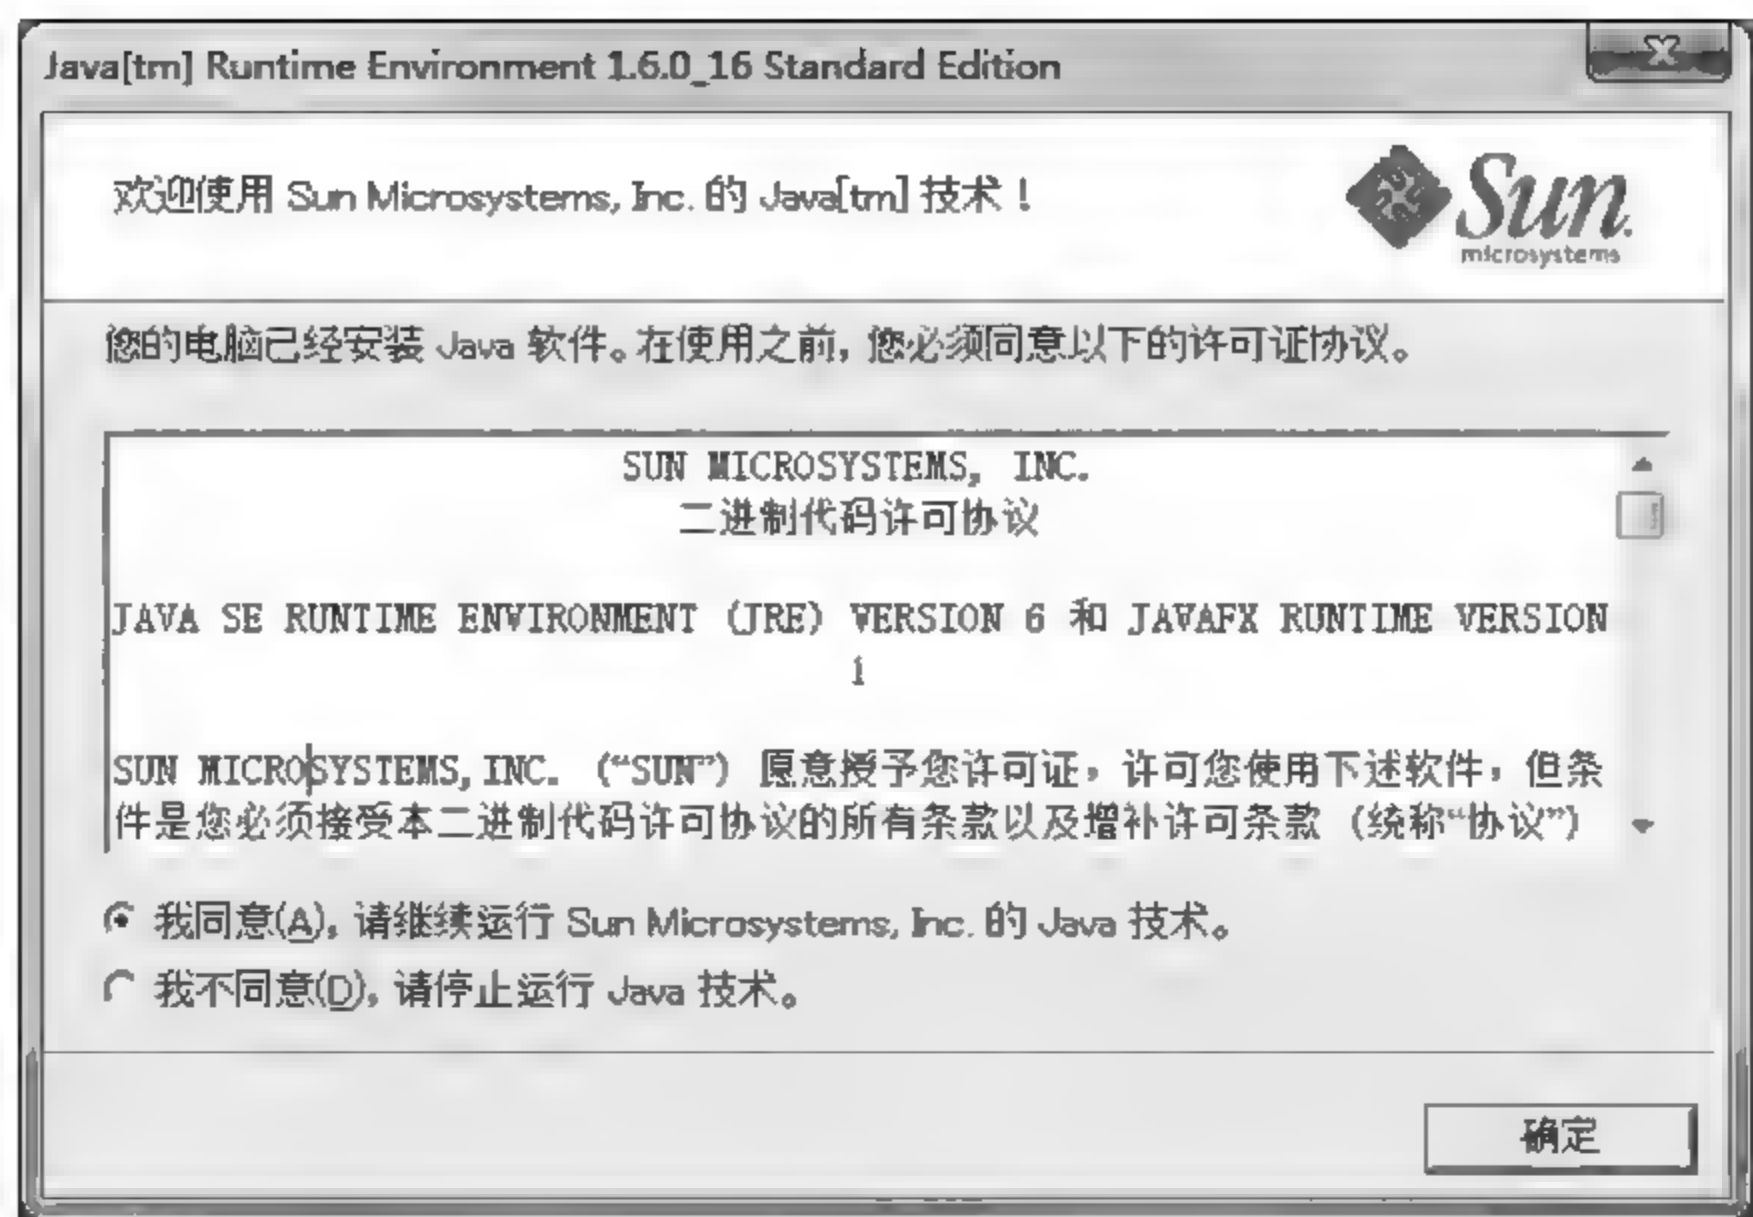 Java[tm] Runtime Environment 1.6.0_16 Standard Edition
欢迎使用 Sun Microsystems, Inc. 的 Java[tm] 技术！
Sun
microsystems
您的电脑已经安装 Java 软件。在使用之前，您必须同意以下的许可证协议。
SUN MICROSYSTEMS, INC.
二进制代码许可协议
JAVA SE RUNTIME ENVIRONMENT (JRE) VERSION 6 和 JAVAFX RUNTIME VERSION
1
SUN MICROSYSTEMS, INC. （“SUN”） 愿意授予您许可证，许可您使用下述软件，但条
件是您必须接受本二进制代码许可协议的所有条款以及增补许可条款 （统称“协议”）
我同意(A)，请继续运行 Sun Microsystems, Inc. 的 Java 技术。
我不同意(D)，请停止运行 Java 技术。
确定